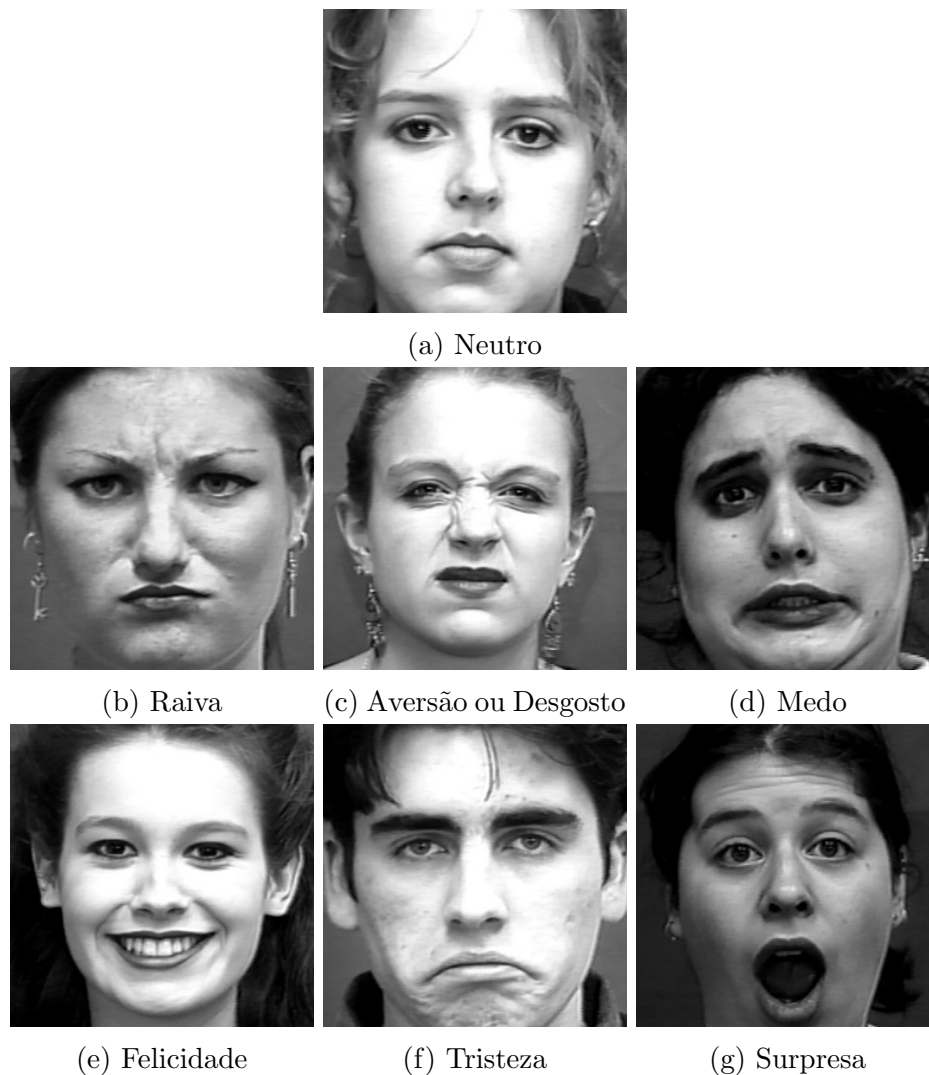 (a) Neutro
(b) Raiva
(c) Aversão ou Desgosto
(d) Medo
(e) Felicidade
(f) Tristeza
(g) Surpresa